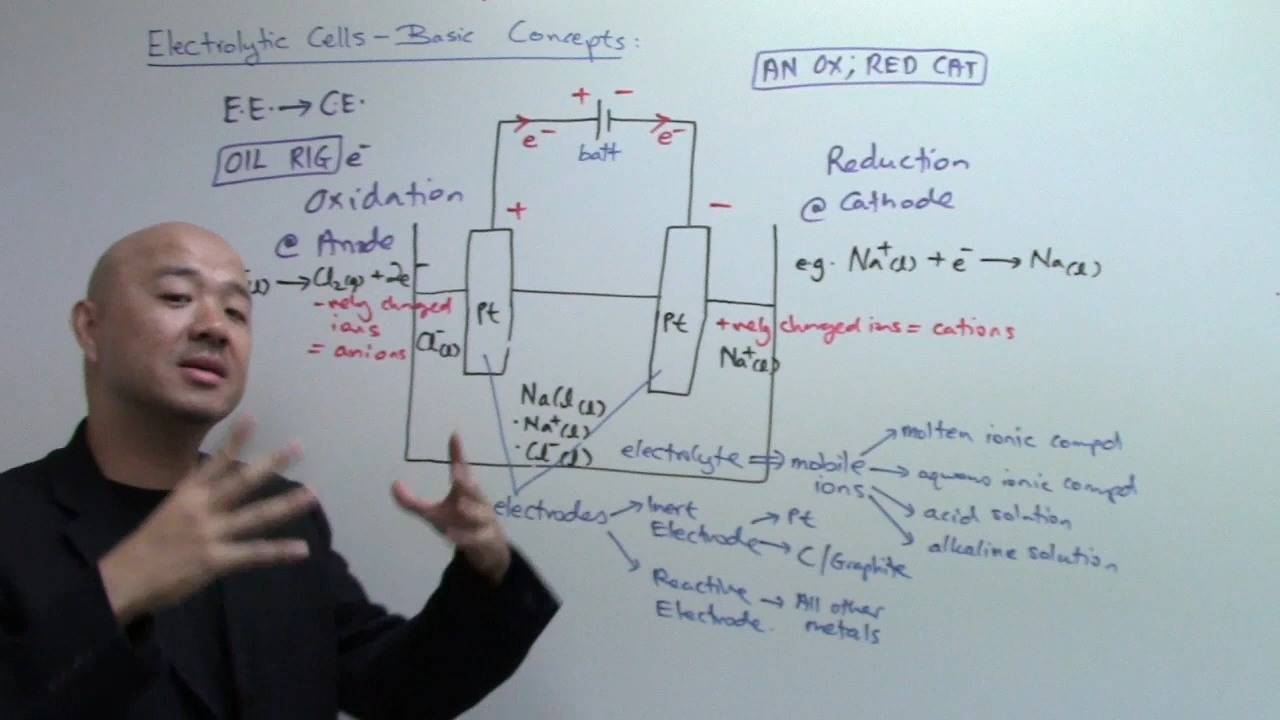 Electrolytic Cells - Basic Concepts:
AN OX; RED CAT
E.E. → C.E.
OIL RIG e⁻
+ -
e⁻ e⁻
batt
Oxidation
@ Anode
+
-
Reduction
@ Cathode
(l) → Cl₂(g) + 2e
e.g. Na⁺(l) + e⁻ → Na(l)
-vely charged
ions
= anions
Cl⁻(l)
Pt
Pt
+vely charged ions = cations
Na⁺(l)
NaCl(l)
· Na⁺(l)
· Cl⁻(l)
electrolyte ⇒ mobile ions
→ molten ionic compd
→ aqueous ionic compd
→ acid solution
→ alkaline solution
electrodes → Inert Electrode
→ Pt
→ C/Graphite
→ Reactive Electrode. → All other metals